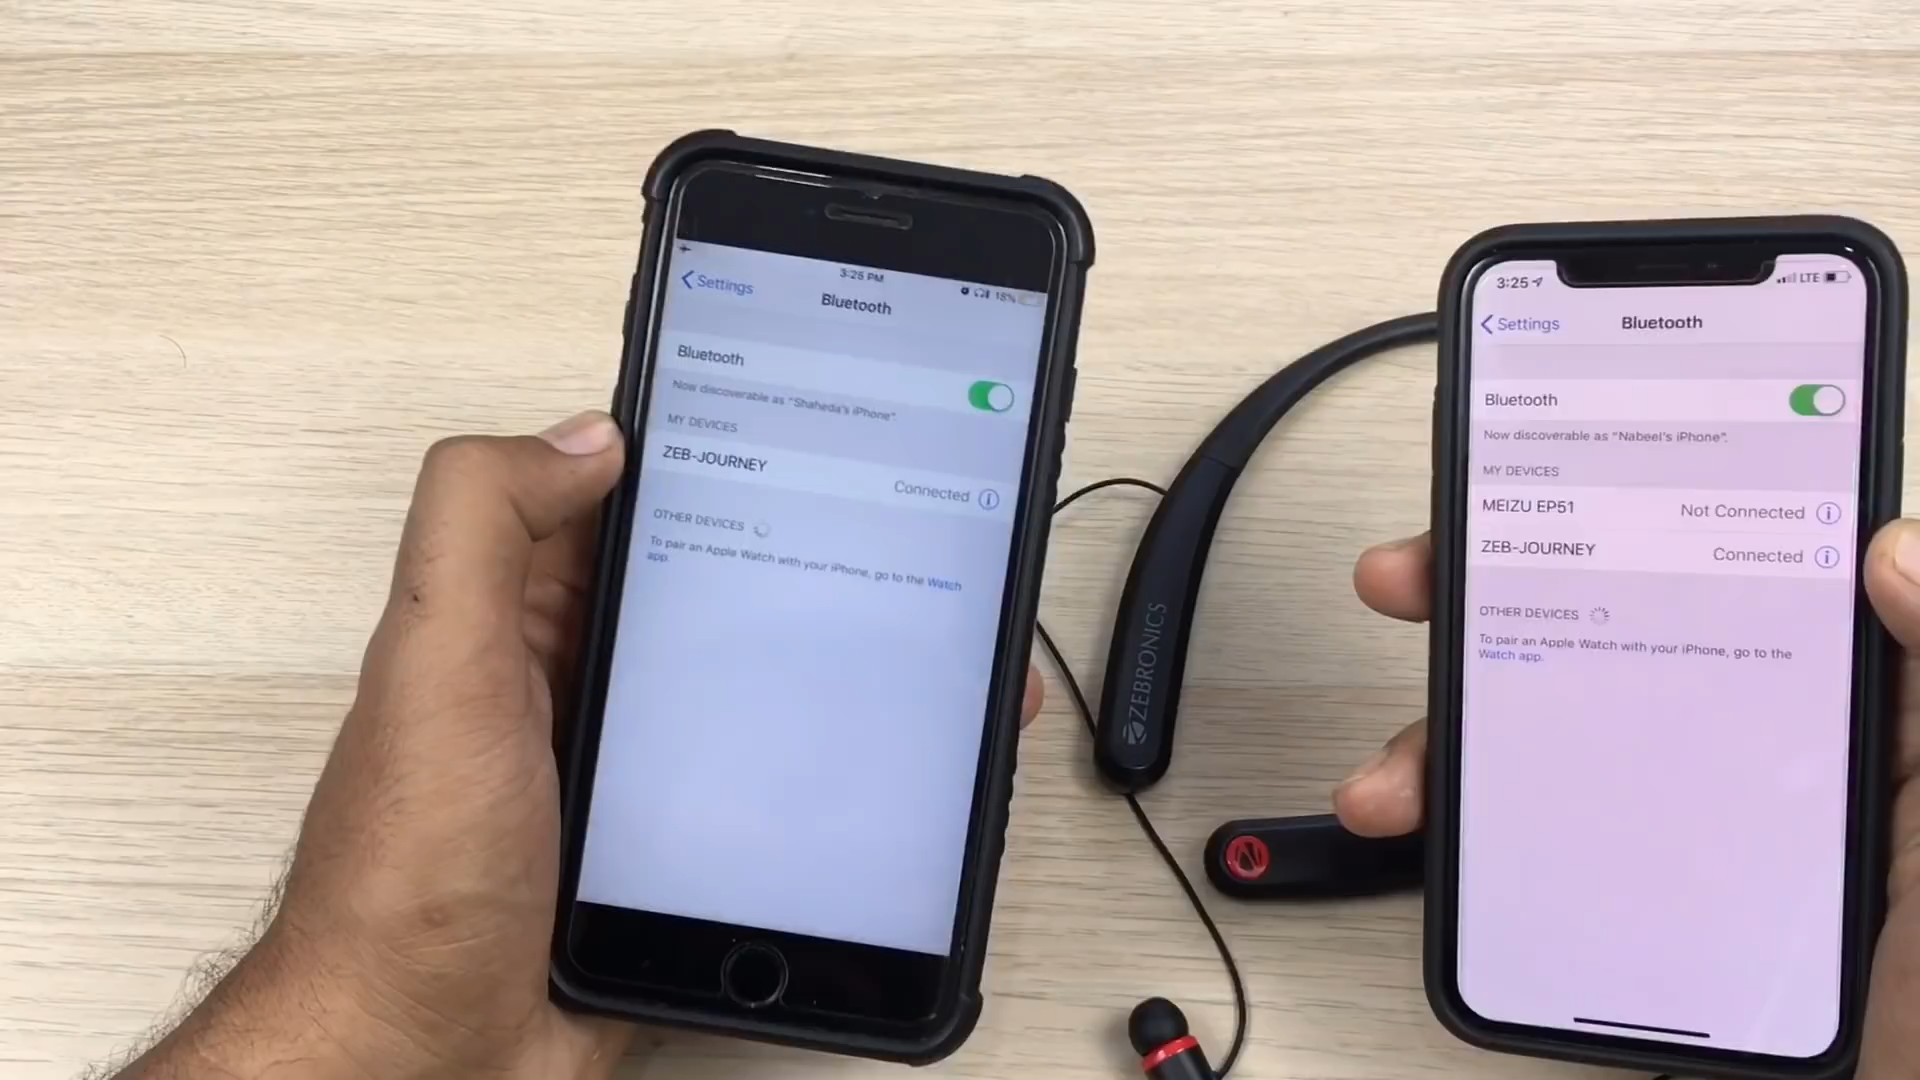 3:25 PM
15%
Settings
Bluetooth
Bluetooth
Now discoverable as "Shaheda's iPhone".
MY DEVICES
ZEB-JOURNEY
Connected
OTHER DEVICES
To pair an Apple Watch with your iPhone, go to the Watch
app.
ZEBRONICS
3:25
LTE
Settings
Bluetooth
Bluetooth
Now discoverable as "Nabeel's iPhone".
MY DEVICES
MEIZU EP51 Not Connected
ZEB-JOURNEY Connected
OTHER DEVICES
To pair an Apple Watch with your iPhone, go to the
Watch app.